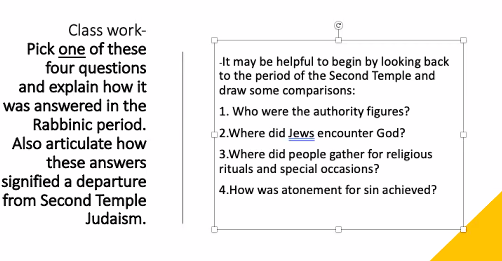 Class work-
Pick one of these
four questions
and explain how it
was answered in the
Rabbinic period.
Also articulate how
these answers
signified a departure
from Second Temple
Judaism.
-It may be helpful to begin by looking back
to the period of the Second Temple and
draw some comparisons:
1. Who were the authority figures?
2.Where did Jews encounter God?
3.Where did people gather for religious
rituals and special occasions?
4.How was atonement for sin achieved?